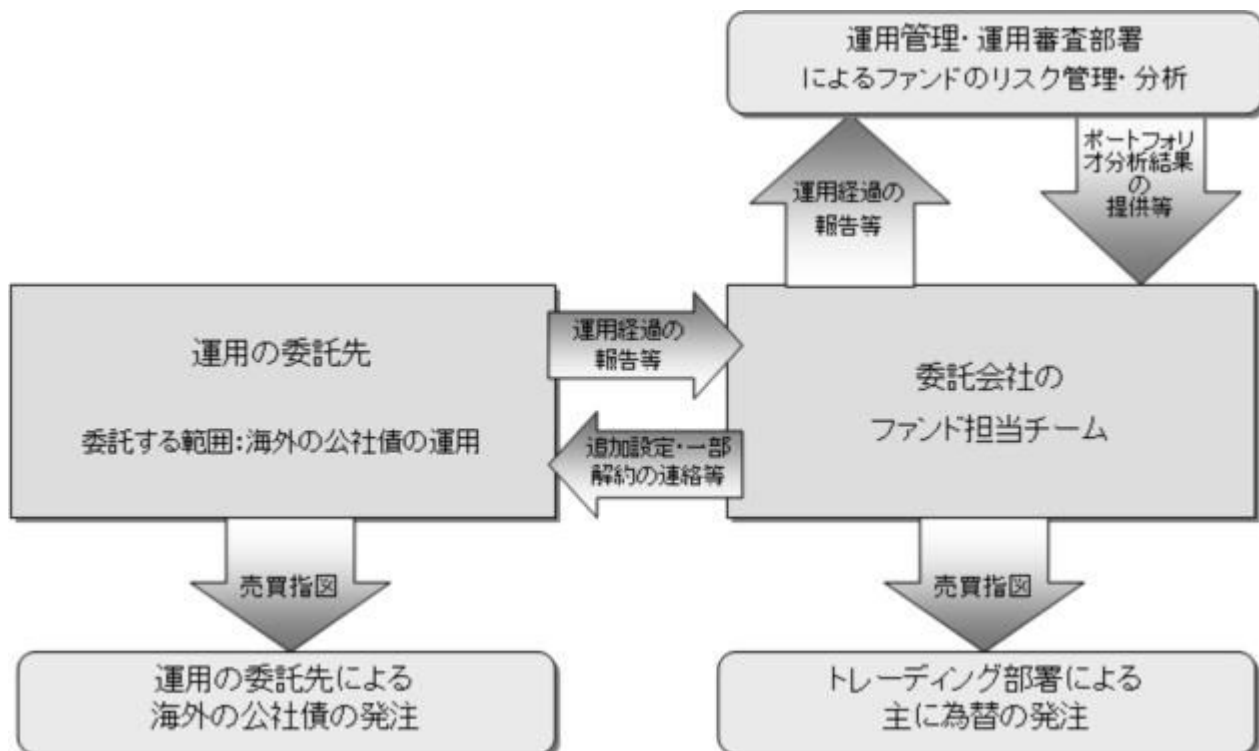 運用管理・運用審査部署
によるファンドのリスク管理・分析
運用経過の
報告等
ポートフォリ
オ分析結果
の
提供等
運用の委託先
委託する範囲:海外の公社債の運用
運用経過の
報告等
追加設定・一部
解約の連絡等
委託会社の
ファンド担当チーム
売買指図
売買指図
運用の委託先による
海外の公社債の発注
トレーディング部署による
主に為替の発注